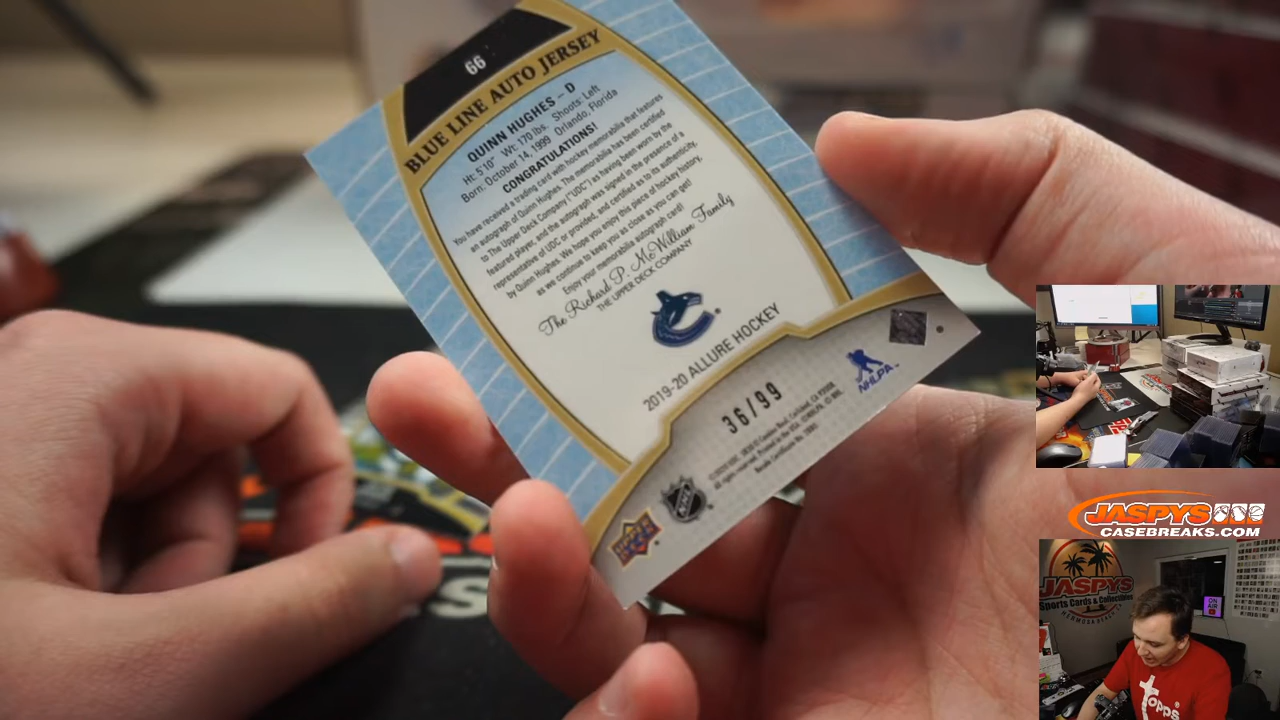 66
BLUE LINE AUTO JERSEY
QUINN HUGHES – D
Ht: 5'10" Wt: 170 lbs. Shoots: Left
Born: October 14, 1999 Orlando, Florida
CONGRATULATIONS!
You have received a trading card with hockey memorabilia that features
an autograph of Quinn Hughes. The memorabilia has been certified
to The Upper Deck Company ("UDC") as having been worn by the
featured player, and the autograph was signed in the presence of a
representative of UDC or provided, and certified as to its authenticity,
by Quinn Hughes. We hope you enjoy this piece of hockey history,
as we continue to keep you as close as you can get!
Enjoy your memorabilia autograph card!
The Richard P. McWilliam Family
THE UPPER DECK COMPANY
2019-20 ALLURE HOCKEY
36/99
NHLPA
NHL
JASPYS
CASEBREAKS.COM
JASPYS
Sports Cards & Collectibles
HERMOSA BEACH
ON
AIR
topps